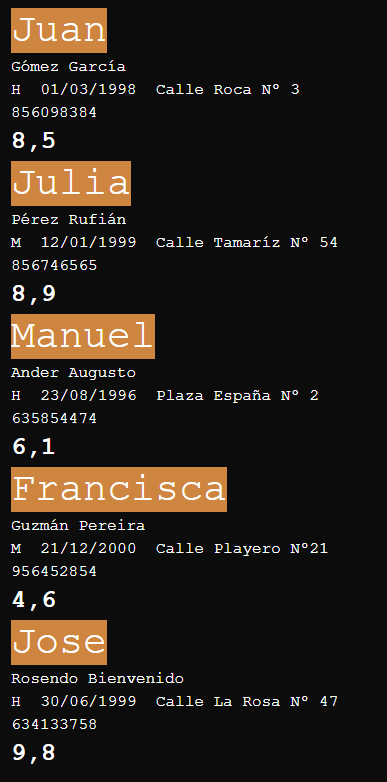 Juan
Gómez García
H 01/03/1998 Calle Roca Nº 3
856098384
8,5
Julia
Pérez Rufián
M 12/01/1999 Calle Tamaríz Nº 54
856746565
8,9
Manuel
Ander Augusto
H 23/08/1996 Plaza España Nº 2
635854474
6,1
Francisca
Guzmán Pereira
M 21/12/2000 Calle Playero Nº21
956452854
4,6
Jose
Rosendo Bienvenido
H 30/06/1999 Calle La Rosa Nº 47
634133758
9,8